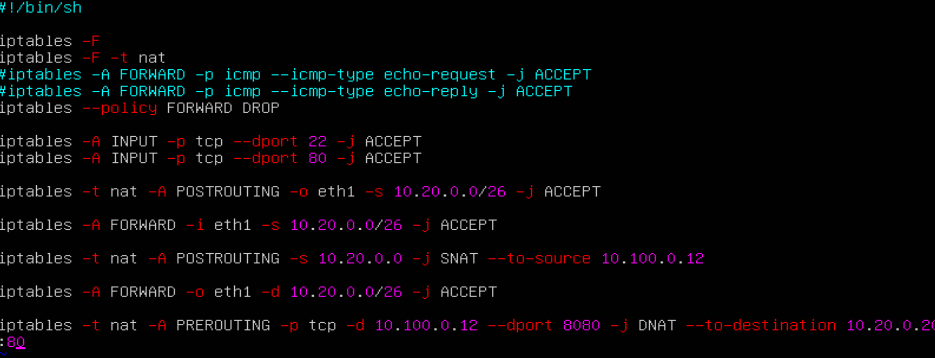 #!/bin/sh
iptables -F
iptables -F -t nat
#iptables -A FORWARD -p icmp --icmp-type echo-request -j ACCEPT
#iptables -A FORWARD -p icmp --icmp-type echo-reply -j ACCEPT
iptables --policy FORWARD DROP
iptables -A INPUT -p tcp --dport 22 -j ACCEPT
iptables -A INPUT -p tcp --dport 80 -j ACCEPT
iptables -t nat -A POSTROUTING -o eth1 -s 10.20.0.0/26 -j ACCEPT
iptables -A FORWARD -i eth1 -s 10.20.0.0/26 -j ACCEPT
iptables -t nat -A POSTROUTING -s 10.20.0.0 -j SNAT --to-source 10.100.0.12
iptables -A FORWARD -o eth1 -d 10.20.0.0/26 -j ACCEPT
iptables -t nat -A PREROUTING -p tcp -d 10.100.0.12 --dport 8080 -j DNAT --to-destination 10.20.0.20
:80